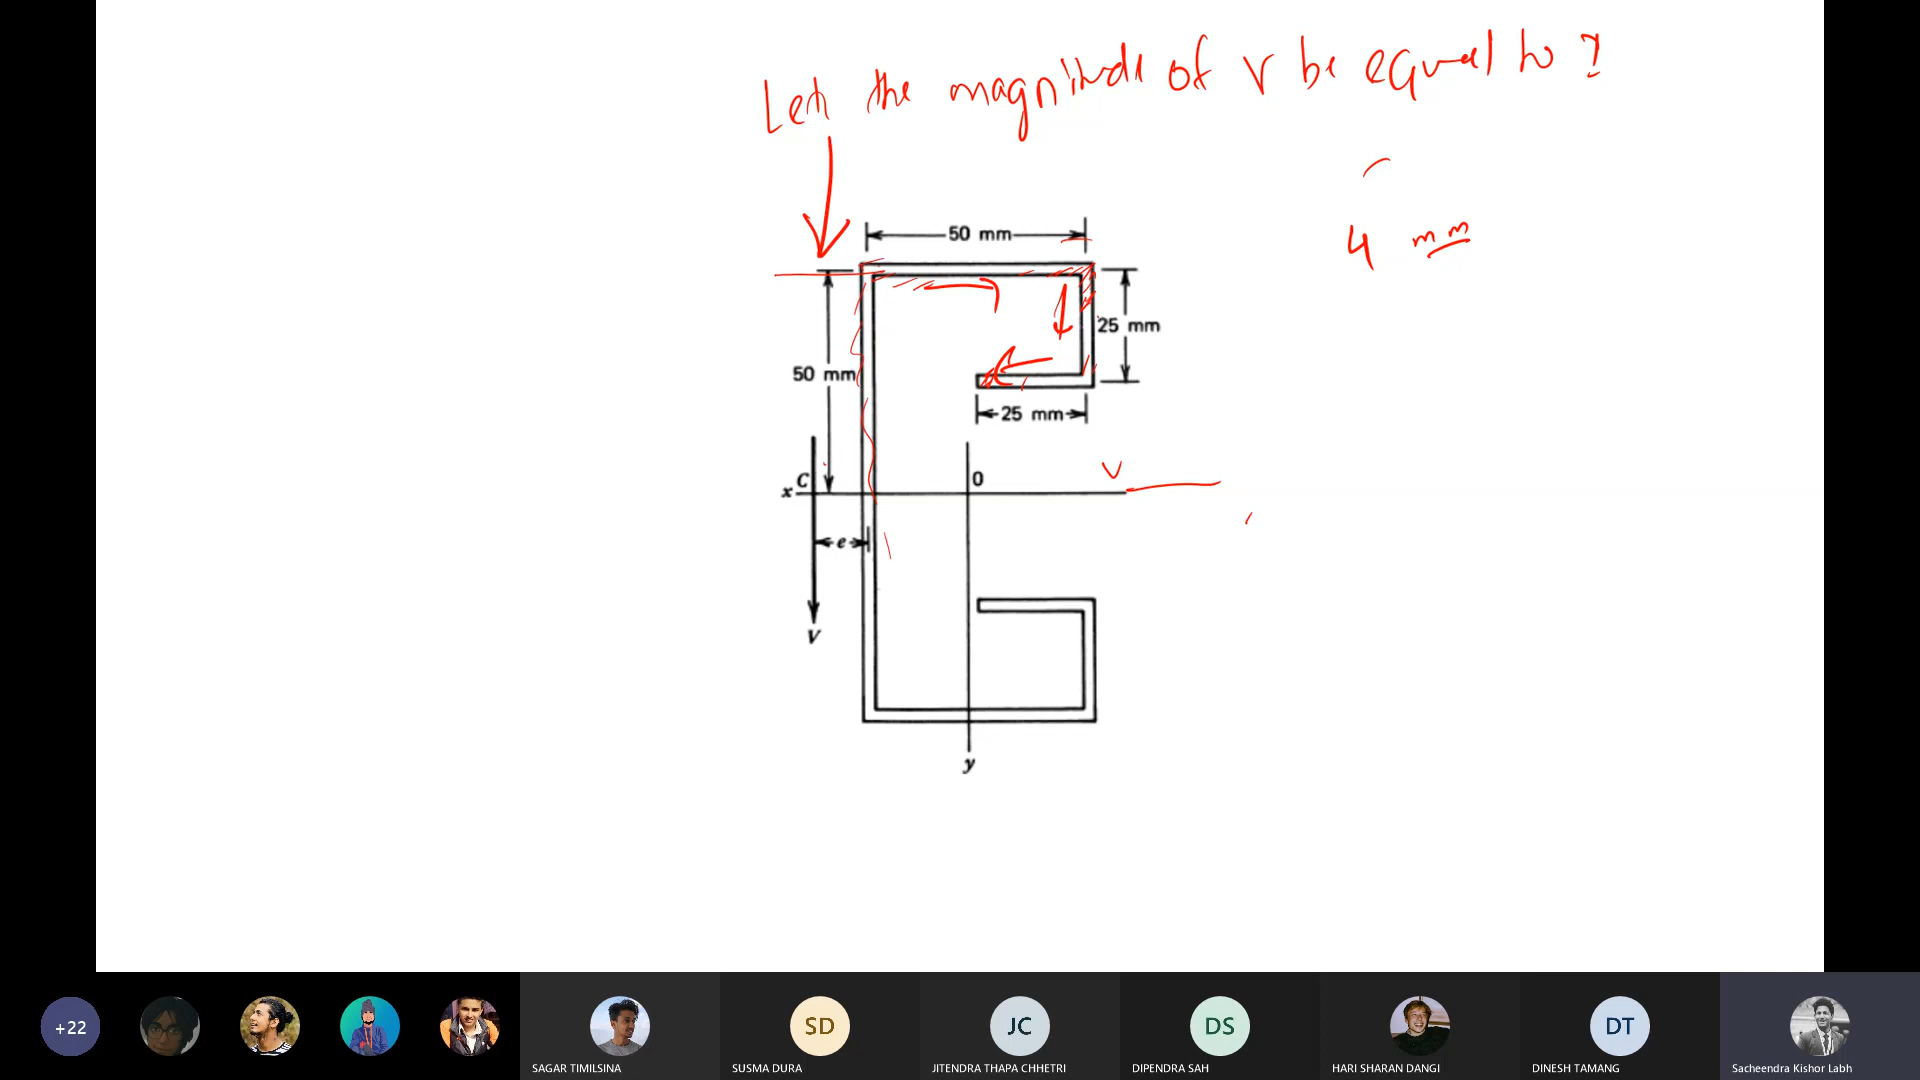 Let the magnitude of V be equal to ?
4 mm
50 mm
25 mm
50 mm
25 mm
V
C
O
x
e
V
y
+22
SD
JC
DS
DT
SAGAR TIMILSINA
SUSMA DURA
JITENDRA THAPA CHHETRI
DIPENDRA SAH
HARI SHARAN DANGI
DINESH TAMANG
Sacheendra Kishor Labh